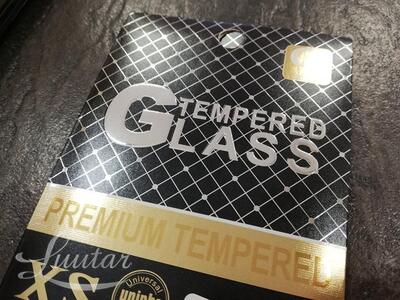 TEMPERED
GLASS
PREMIUM TEMPERED
Luutar
XS
Universal